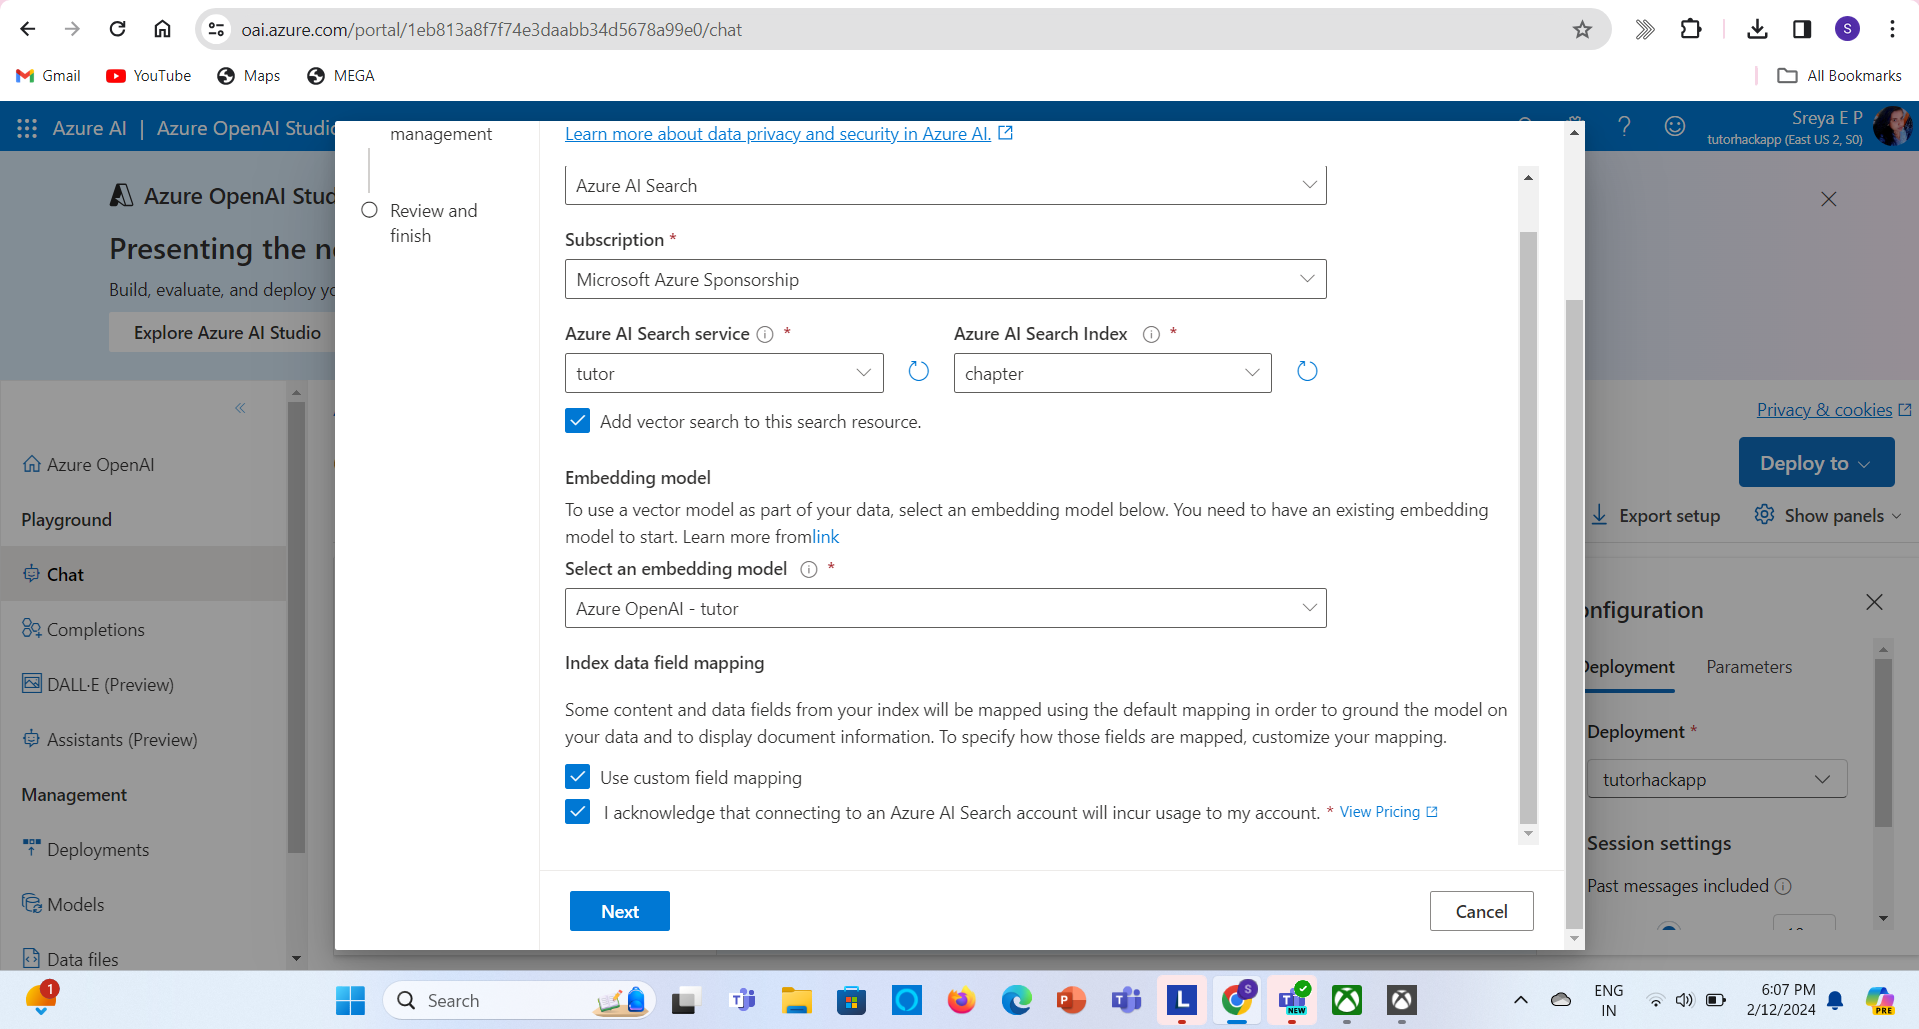 oai.azure.com/portal/1eb813a8f7f74e3daabb34d5678a99e0/chat
S
Gmail
YouTube
Maps
MEGA
All Bookmarks
Azure AI | Azure OpenAI Studio
?
Sreya E P
tutorhackapp (East US 2, S0)
Azure OpenAI Stud
Presenting the n
Build, evaluate, and deploy yo
Explore Azure AI Studio
Azure OpenAI
Playground
Chat
Completions
DALL·E (Preview)
Assistants (Preview)
Management
Deployments
Models
Data files
management
Review and
finish
Learn more about data privacy and security in Azure AI.
Azure AI Search
Subscription *
Microsoft Azure Sponsorship
Azure AI Search service *
Azure AI Search Index *
tutor
chapter
Add vector search to this search resource.
Embedding model
To use a vector model as part of your data, select an embedding model below. You need to have an existing embedding
model to start. Learn more fromlink
Select an embedding model *
Azure OpenAI - tutor
Index data field mapping
Some content and data fields from your index will be mapped using the default mapping in order to ground the model on
your data and to display document information. To specify how those fields are mapped, customize your mapping.
Use custom field mapping
I acknowledge that connecting to an Azure AI Search account will incur usage to my account. * View Pricing
Next
Cancel
Privacy & cookies
Deploy to
Export setup
Show panels
onfiguration
Deployment
Parameters
Deployment *
tutorhackapp
Session settings
Past messages included
1
Search
S
NEW
ENG
IN
6:07 PM
2/12/2024
PRE